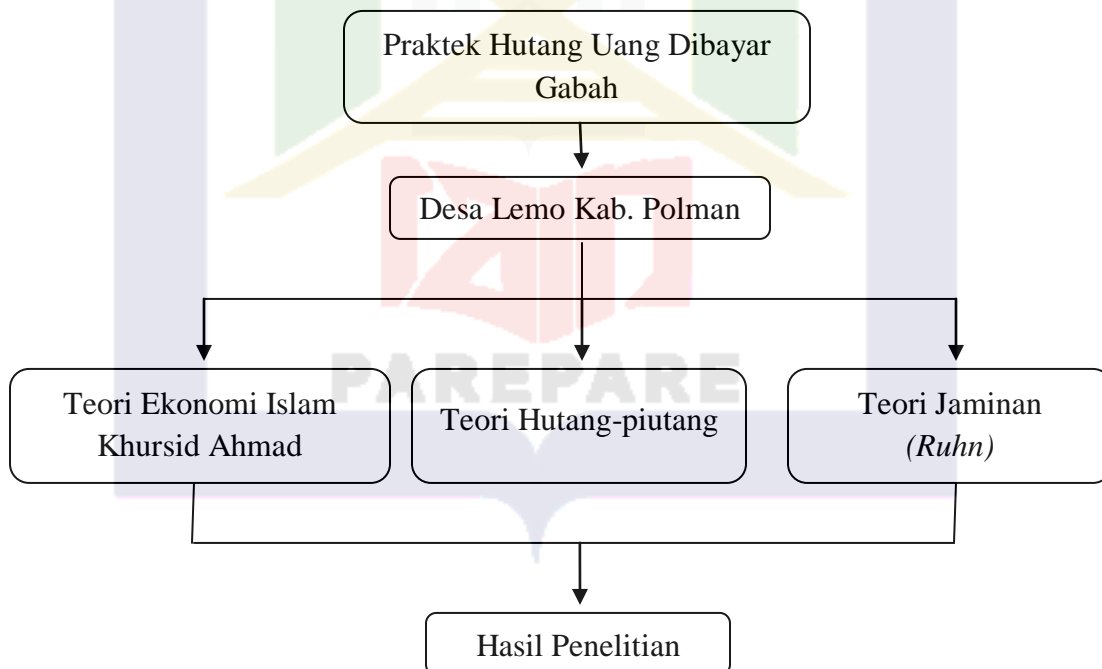 Praktek Hutang Uang Dibayar
Gabah
Desa Lemo Kab. Polman
PAREPARE
Teori Ekonomi Islam
Khursid Ahmad
Teori Hutang-piutang
Teori Jaminan
(Ruhn)
Hasil Penelitian